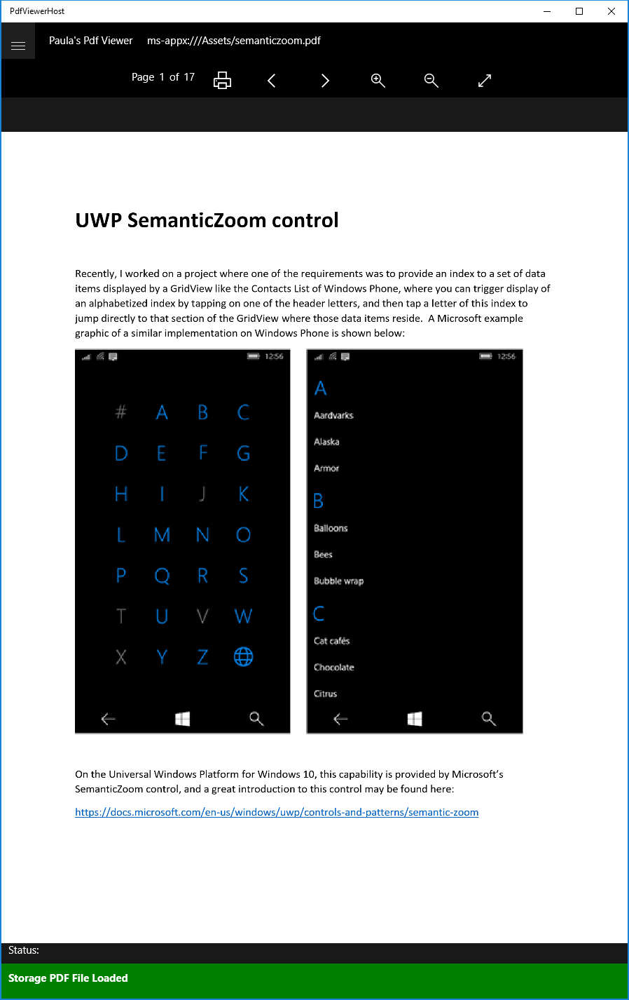 PdfViewerHost
Paula's Pdf Viewer ms-appx:///Assets/semanticzoom.pdf
Page 1 of 17
UWP SemanticZoom control
Recently, I worked on a project where one of the requirements was to provide an index to a set of data
items displayed by a GridView like the Contacts List of Windows Phone, where you can trigger display of
an alphabetized index by tapping on one of the header letters, and then tap a letter of this index to
jump directly to that section of the GridView where those data items reside.  A Microsoft example
graphic of a similar implementation on Windows Phone is shown below:
12:56
# A B C
D E F G
H I J K
L M N O
P Q R S
T U V W
X Y Z
12:56
A
Aardvarks
Alaska
Armor
B
Balloons
Bees
Bubble wrap
C
Cat cafés
Chocolate
Citrus
On the Universal Windows Platform for Windows 10, this capability is provided by Microsoft’s
SemanticZoom control, and a great introduction to this control may be found here:
https://docs.microsoft.com/en-us/windows/uwp/controls-and-patterns/semantic-zoom
Status:
Storage PDF File Loaded